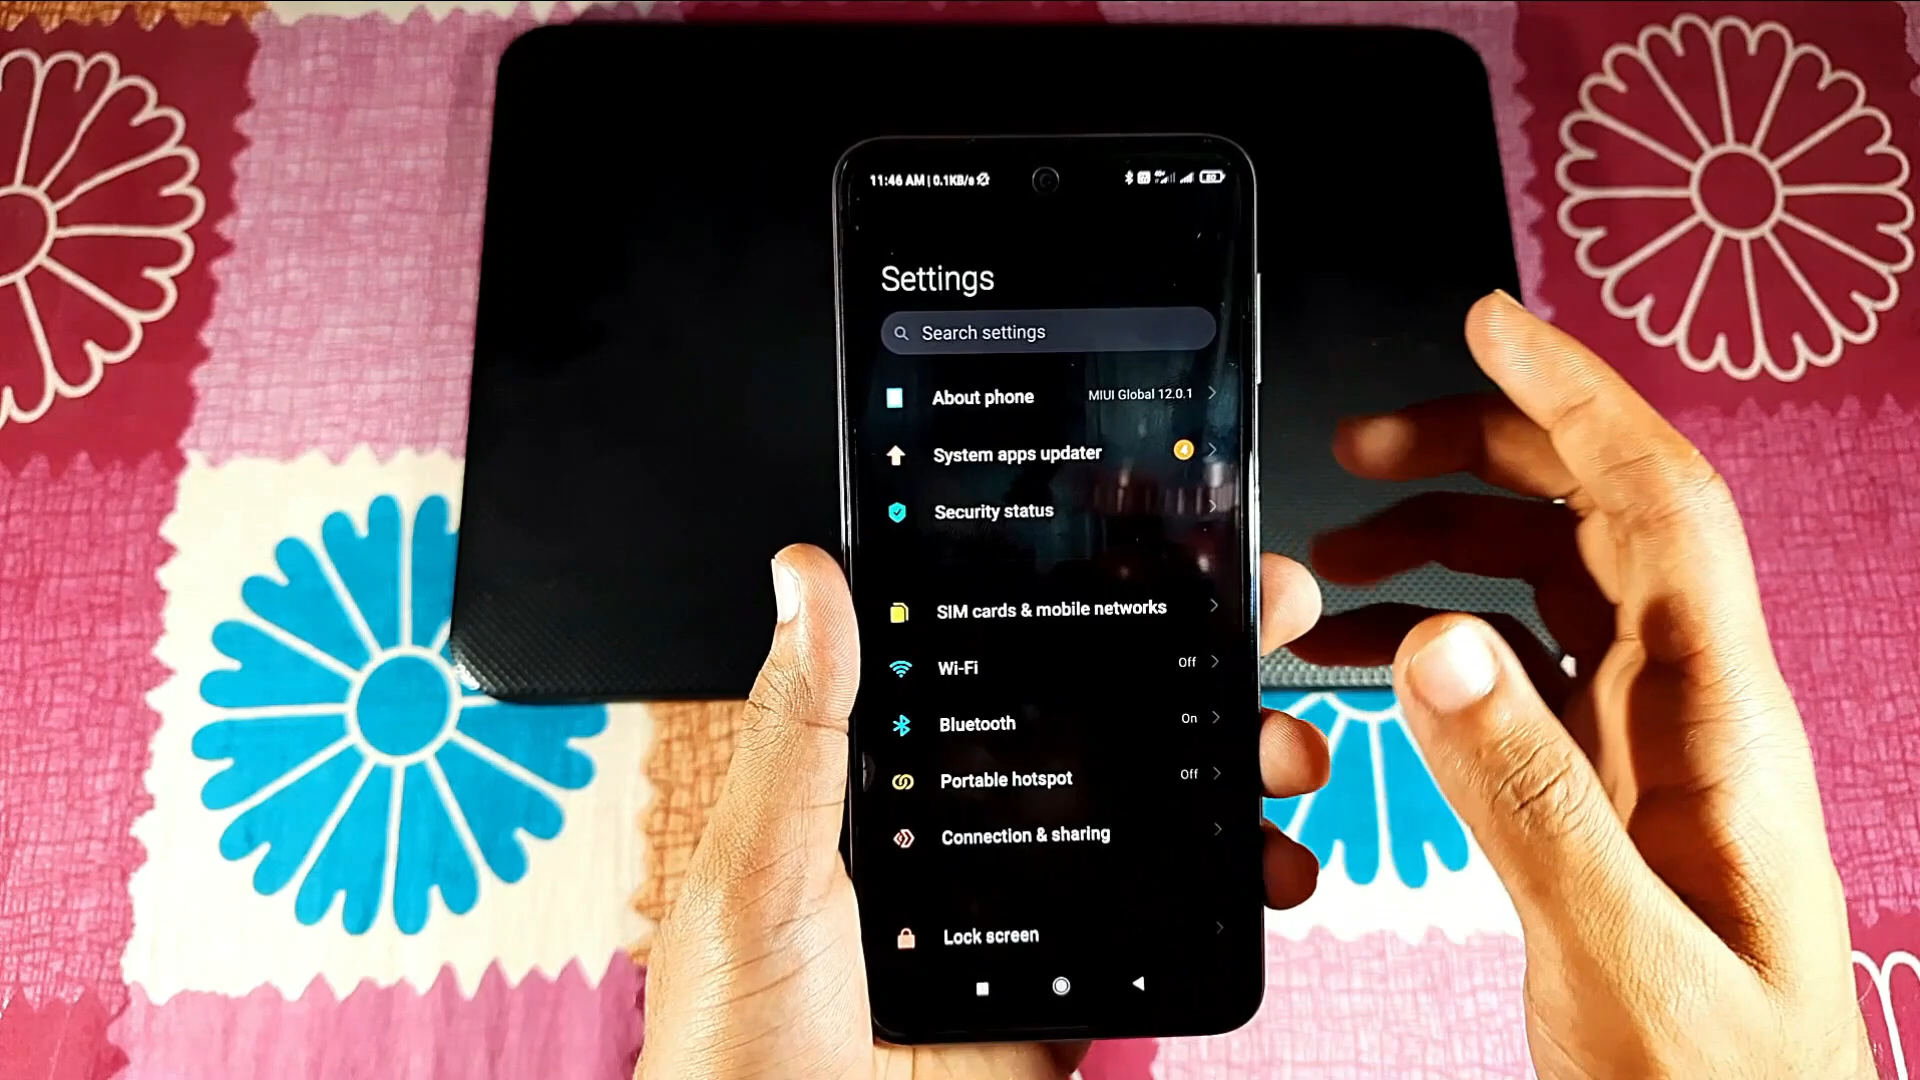 11:46 AM | 0.1KB/s
Settings
Search settings
About phone MIUI Global 12.0.1
System apps updater 4
Security status
SIM cards & mobile networks
Wi-Fi Off
Bluetooth On
Portable hotspot Off
Connection & sharing
Lock screen